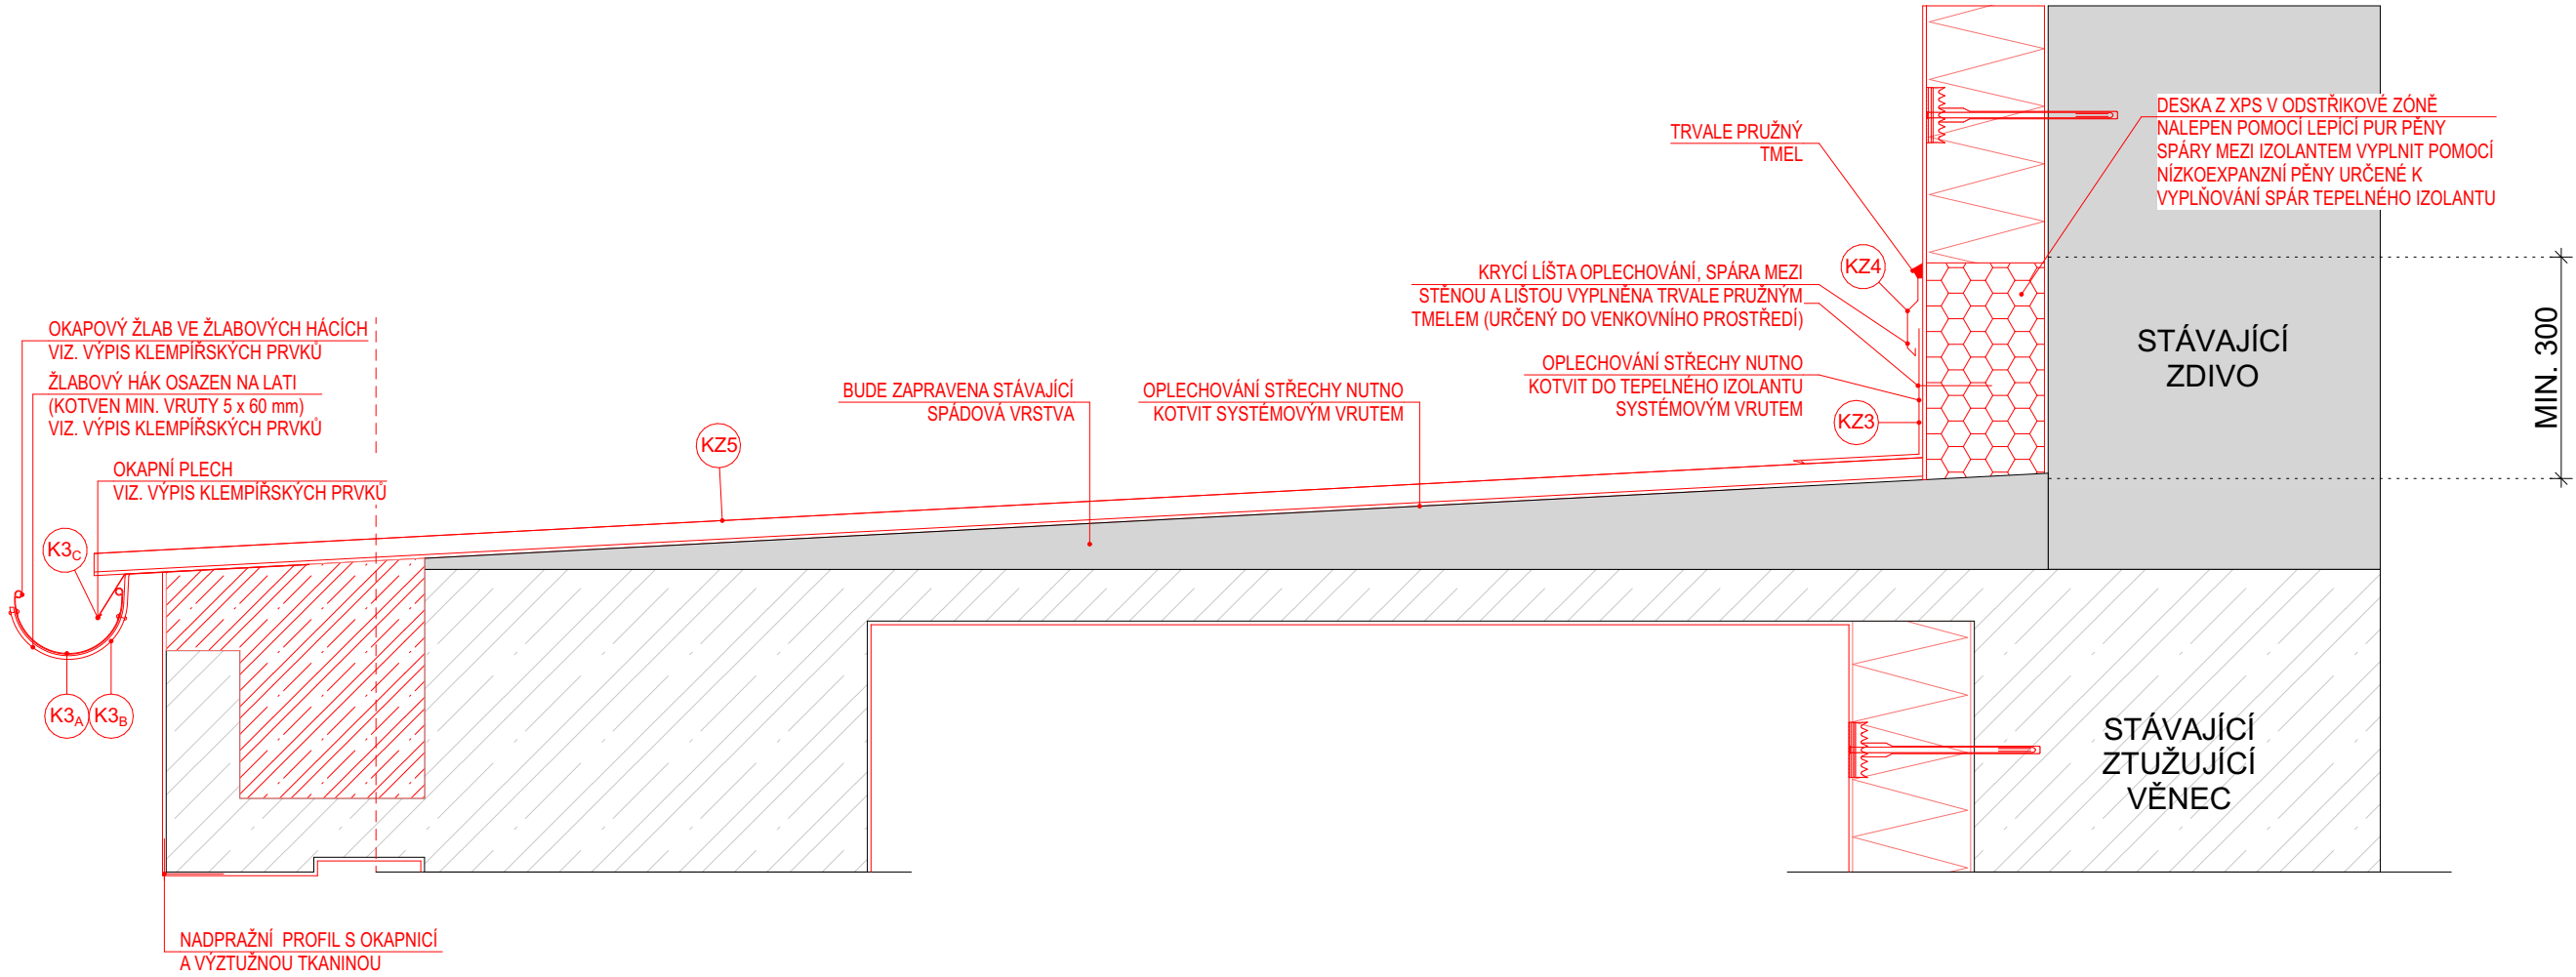 DESKA Z XPS V ODSTŘIKOVÉ ZÓNĚ
NALEPEN POMOCÍ LEPÍCÍ PUR PĚNY
SPÁRY MEZI IZOLANTEM VYPLNIT POMOCÍ
NÍZKOEXPANZNÍ PĚNY URČENÉ K
VYPLŇOVÁNÍ SPÁR TEPELNÉHO IZOLANTU
TRVALE PRUŽNÝ
TMEL
KZ4
KRYCÍ LÍŠTA OPLECHOVÁNÍ, SPÁRA MEZI
STĚNOU A LIŠTOU VYPLNĚNA TRVALE PRUŽNÝM
TMELEM (URČENÝ DO VENKOVNÍHO PROSTŘEDÍ)
OKAPOVÝ ŽLAB VE ŽLABOVÝCH HÁCÍCH
VIZ. VÝPIS KLEMPÍŘSKÝCH PRVKŮ
ŽLABOVÝ HÁK OSAZEN NA LATI
(KOTVEN MIN. VRUTY 5 x 60 mm)
VIZ. VÝPIS KLEMPÍŘSKÝCH PRVKŮ
BUDE ZAPRAVENA STÁVAJÍCÍ
SPÁDOVÁ VRSTVA
OPLECHOVÁNÍ STŘECHY NUTNO
KOTVIT SYSTÉMOVÝM VRUTEM
OPLECHOVÁNÍ STŘECHY NUTNO
KOTVIT DO TEPELNÉHO IZOLANTU
SYSTÉMOVÝM VRUTEM
STÁVAJÍCÍ
ZDIVO
MIN. 300
KZ3
KZ5
OKAPNÍ PLECH
VIZ. VÝPIS KLEMPÍŘSKÝCH PRVKŮ
K3C
K3A
K3B
STÁVAJÍCÍ
ZTUŽUJÍCÍ
VĚNEC
NADPRAŽNÍ PROFIL S OKAPNICÍ
A VÝZTUŽNOU TKANINOU